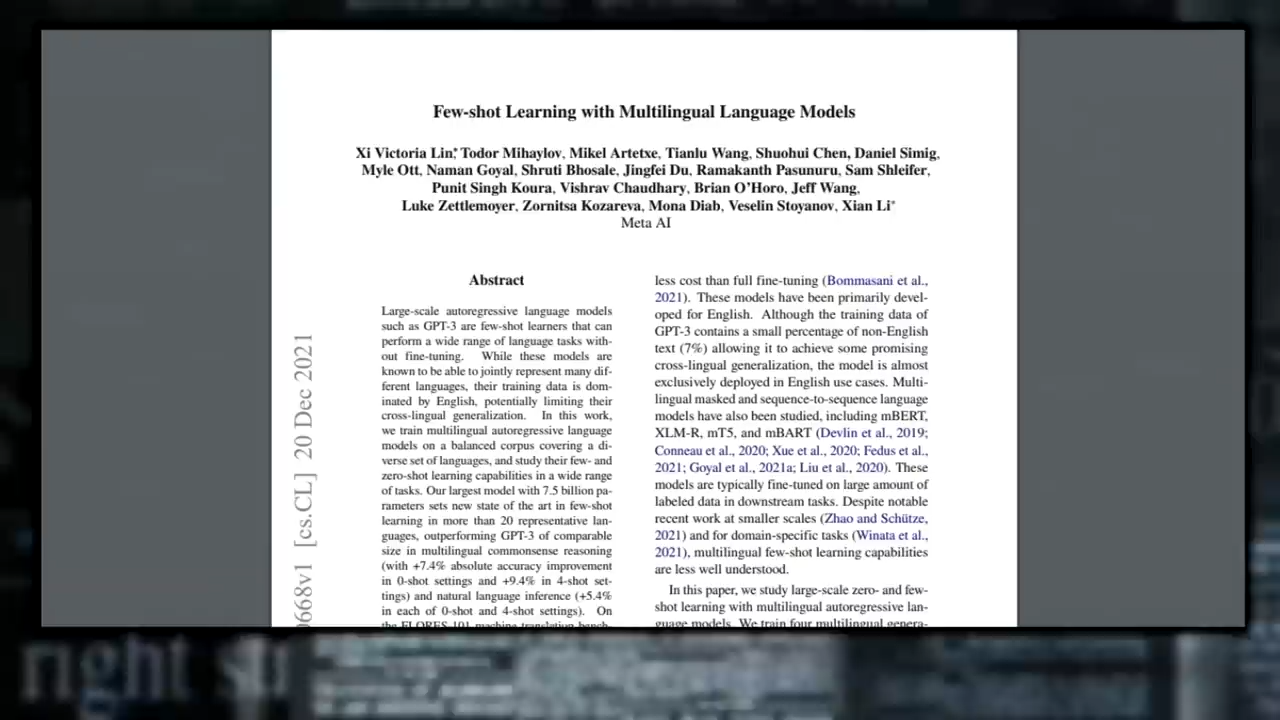 Few-shot Learning with Multilingual Language Models
Xi Victoria Lin*, Todor Mihaylov, Mikel Artetxe, Tianlu Wang, Shuohui Chen, Daniel Simig,
Myle Ott, Naman Goyal, Shruti Bhosale, Jingfei Du, Ramakanth Pasunuru, Sam Shleifer,
Punit Singh Koura, Vishrav Chaudhary, Brian O'Horo, Jeff Wang,
Luke Zettlemoyer, Zornitsa Kozareva, Mona Diab, Veselin Stoyanov, Xian Li*
Meta AI
Abstract
Large-scale autoregressive language models
such as GPT-3 are few-shot learners that can
perform a wide range of language tasks with-
out fine-tuning. While these models are
known to be able to jointly represent many dif-
ferent languages, their training data is dom-
inated by English, potentially limiting their
cross-lingual generalization. In this work,
we train multilingual autoregressive language
models on a balanced corpus covering a di-
verse set of languages, and study their few- and
zero-shot learning capabilities in a wide range
of tasks. Our largest model with 7.5 billion pa-
rameters sets new state of the art in few-shot
learning in more than 20 representative lan-
guages, outperforming GPT-3 of comparable
size in multilingual commonsense reasoning
(with +7.4% absolute accuracy improvement
in 0-shot settings and +9.4% in 4-shot set-
tings) and natural language inference (+5.4%
in each of 0-shot and 4-shot settings). On
the FLORES-101 machine translation bench-
less cost than full fine-tuning (Bommasani et al.,
2021). These models have been primarily devel-
oped for English. Although the training data of
GPT-3 contains a small percentage of non-English
text (7%) allowing it to achieve some promising
cross-lingual generalization, the model is almost
exclusively deployed in English use cases. Multi-
lingual masked and sequence-to-sequence language
models have also been studied, including mBERT,
XLM-R, mT5, and mBART (Devlin et al., 2019;
Conneau et al., 2020; Xue et al., 2020; Fedus et al.,
2021; Goyal et al., 2021a; Liu et al., 2020). These
models are typically fine-tuned on large amount of
labeled data in downstream tasks. Despite notable
recent work at smaller scales (Zhao and Schütze,
2021) and for domain-specific tasks (Winata et al.,
2021), multilingual few-shot learning capabilities
are less well understood.
In this paper, we study large-scale zero- and few-
shot learning with multilingual autoregressive lan-
guage models. We train four multilingual genera-
0668v1 [cs.CL] 20 Dec 2021
right